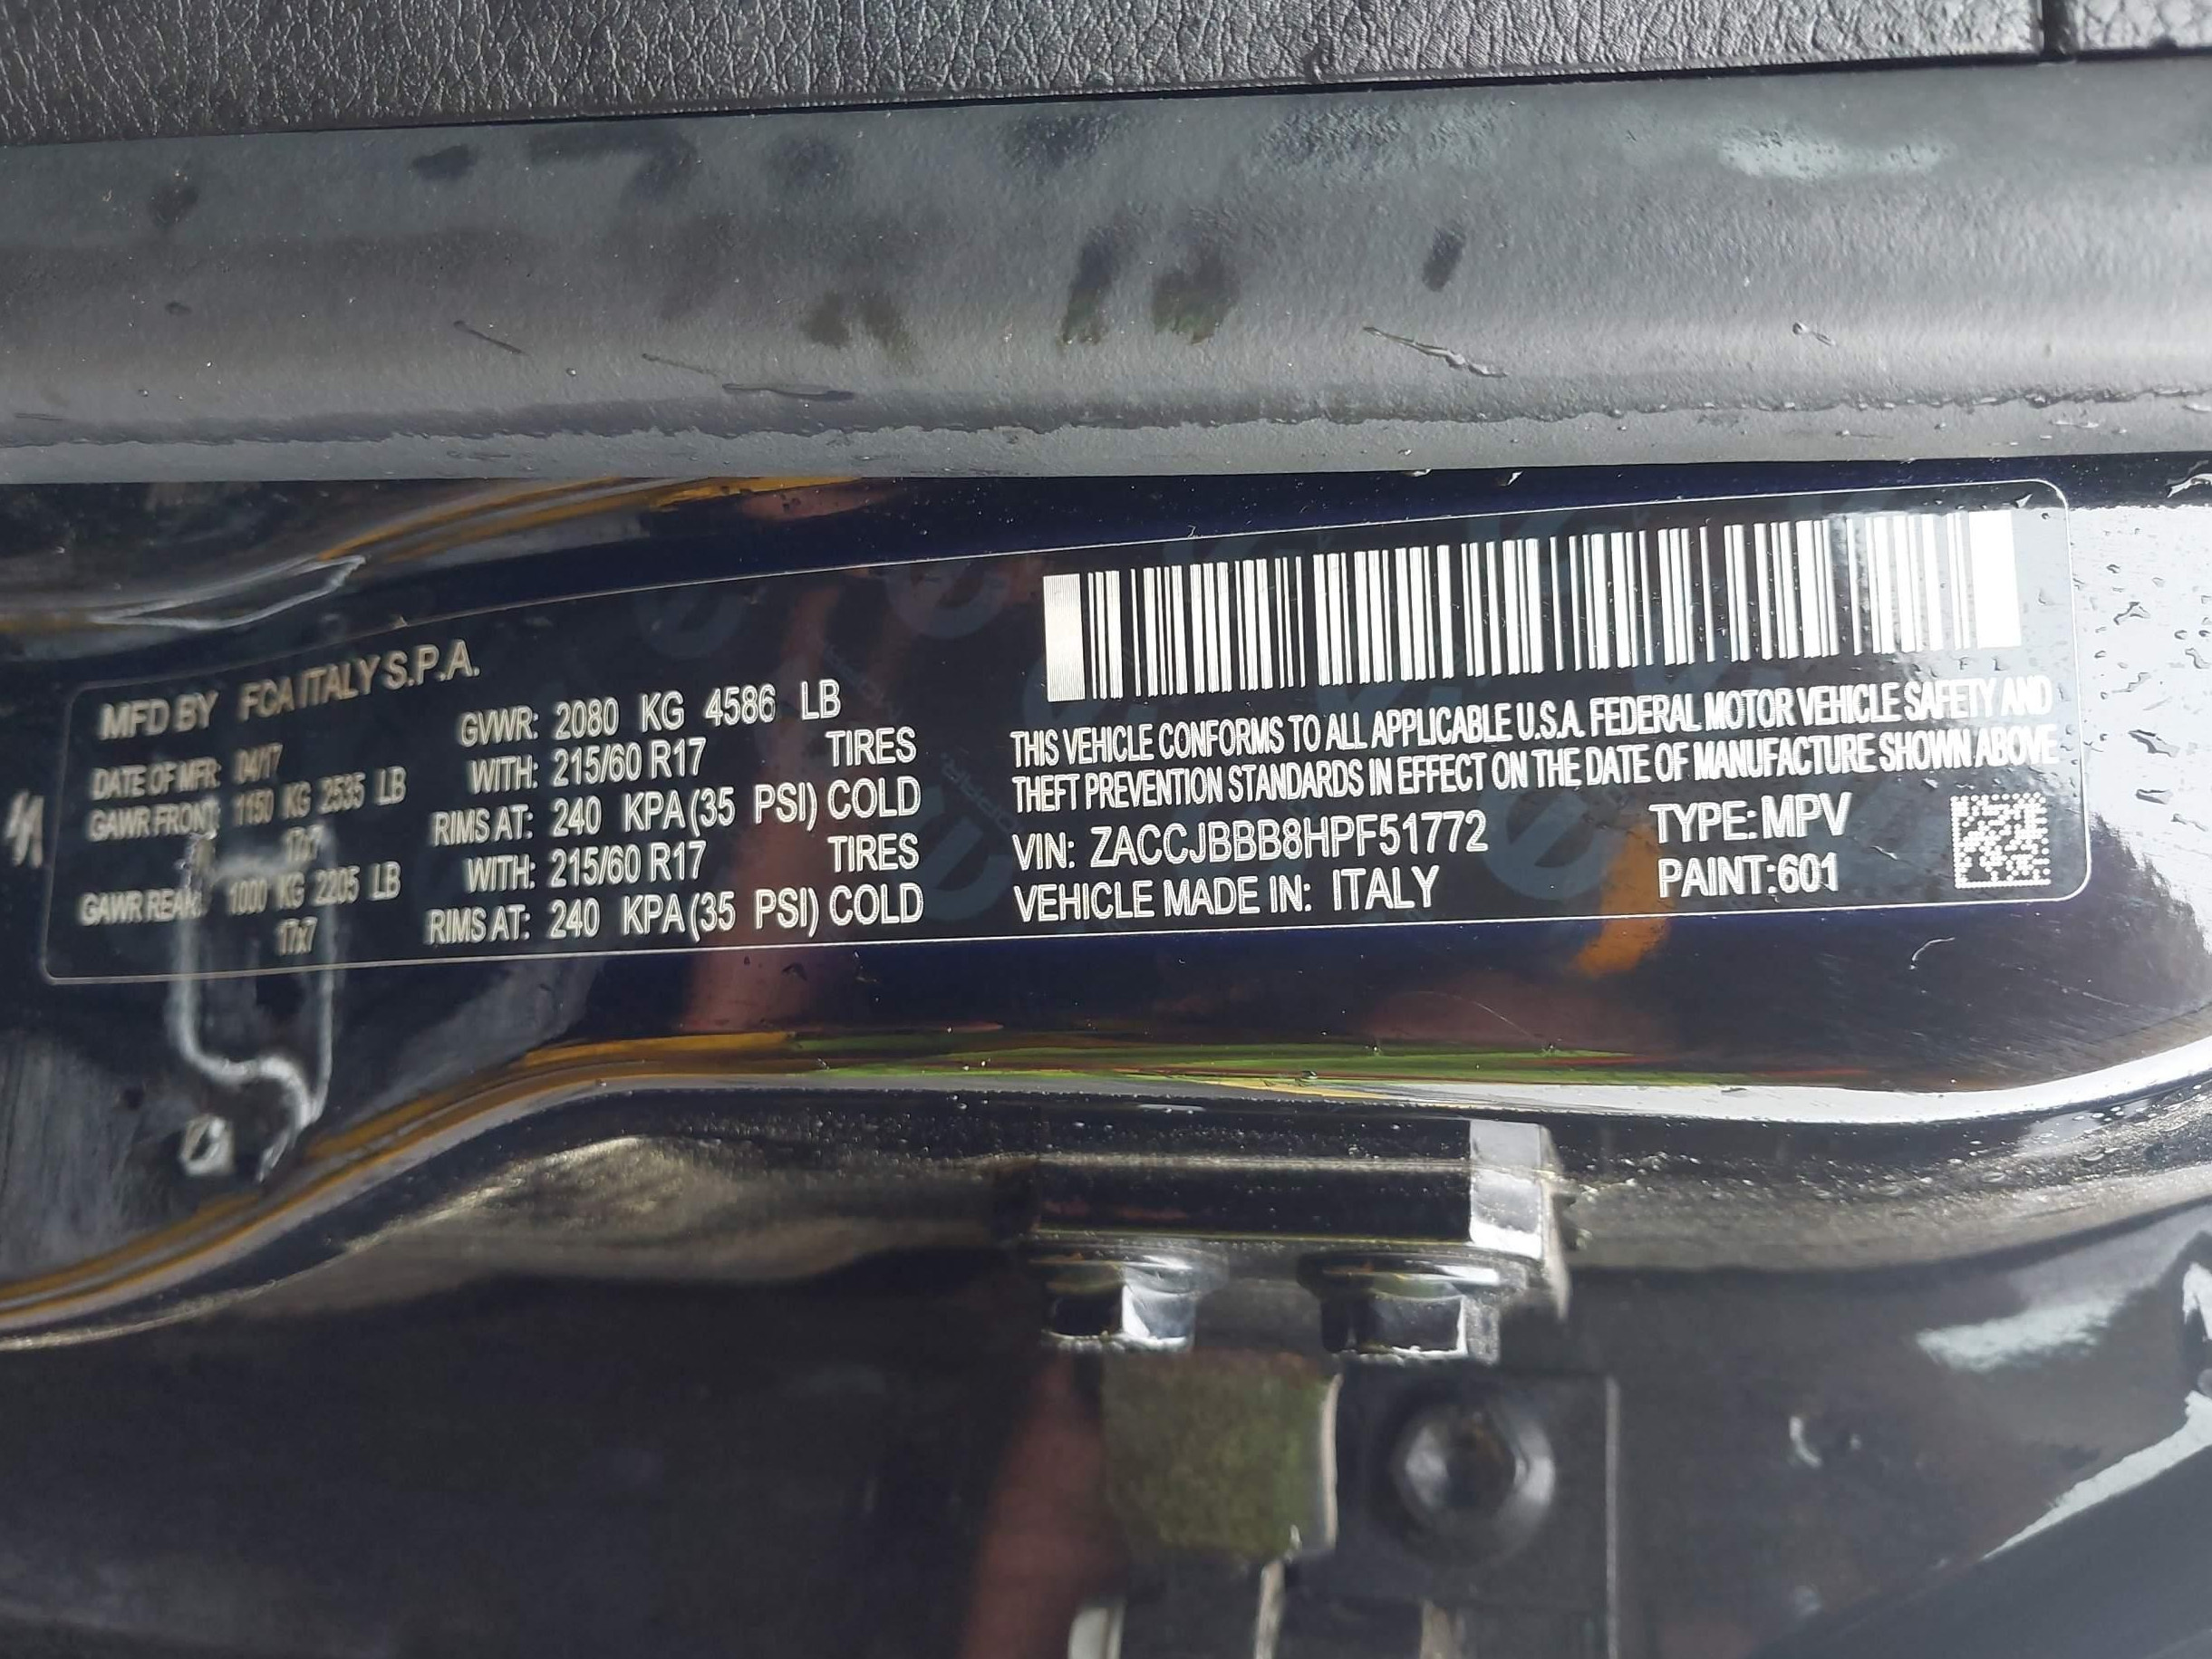 MFD BY FCA ITALY S.P.A.
DATE OF MFR: 04/17 GVWR: 2080 KG 4586 LB
GAWR FRONT: 1150 KG 2535 LB WITH: 215/60 R17 TIRES
17x7 RIMS AT: 240 KPA (35 PSI) COLD
GAWR REAR: 1000 KG 2205 LB WITH: 215/60 R17 TIRES
17x7 RIMS AT: 240 KPA (35 PSI) COLD
THIS VEHICLE CONFORMS TO ALL APPLICABLE U.S.A. FEDERAL MOTOR VEHICLE SAFETY AND
THEFT PREVENTION STANDARDS IN EFFECT ON THE DATE OF MANUFACTURE SHOWN ABOVE
VIN: ZACCJBBB8HPF51772 TYPE: MPV
VEHICLE MADE IN: ITALY PAINT: 601